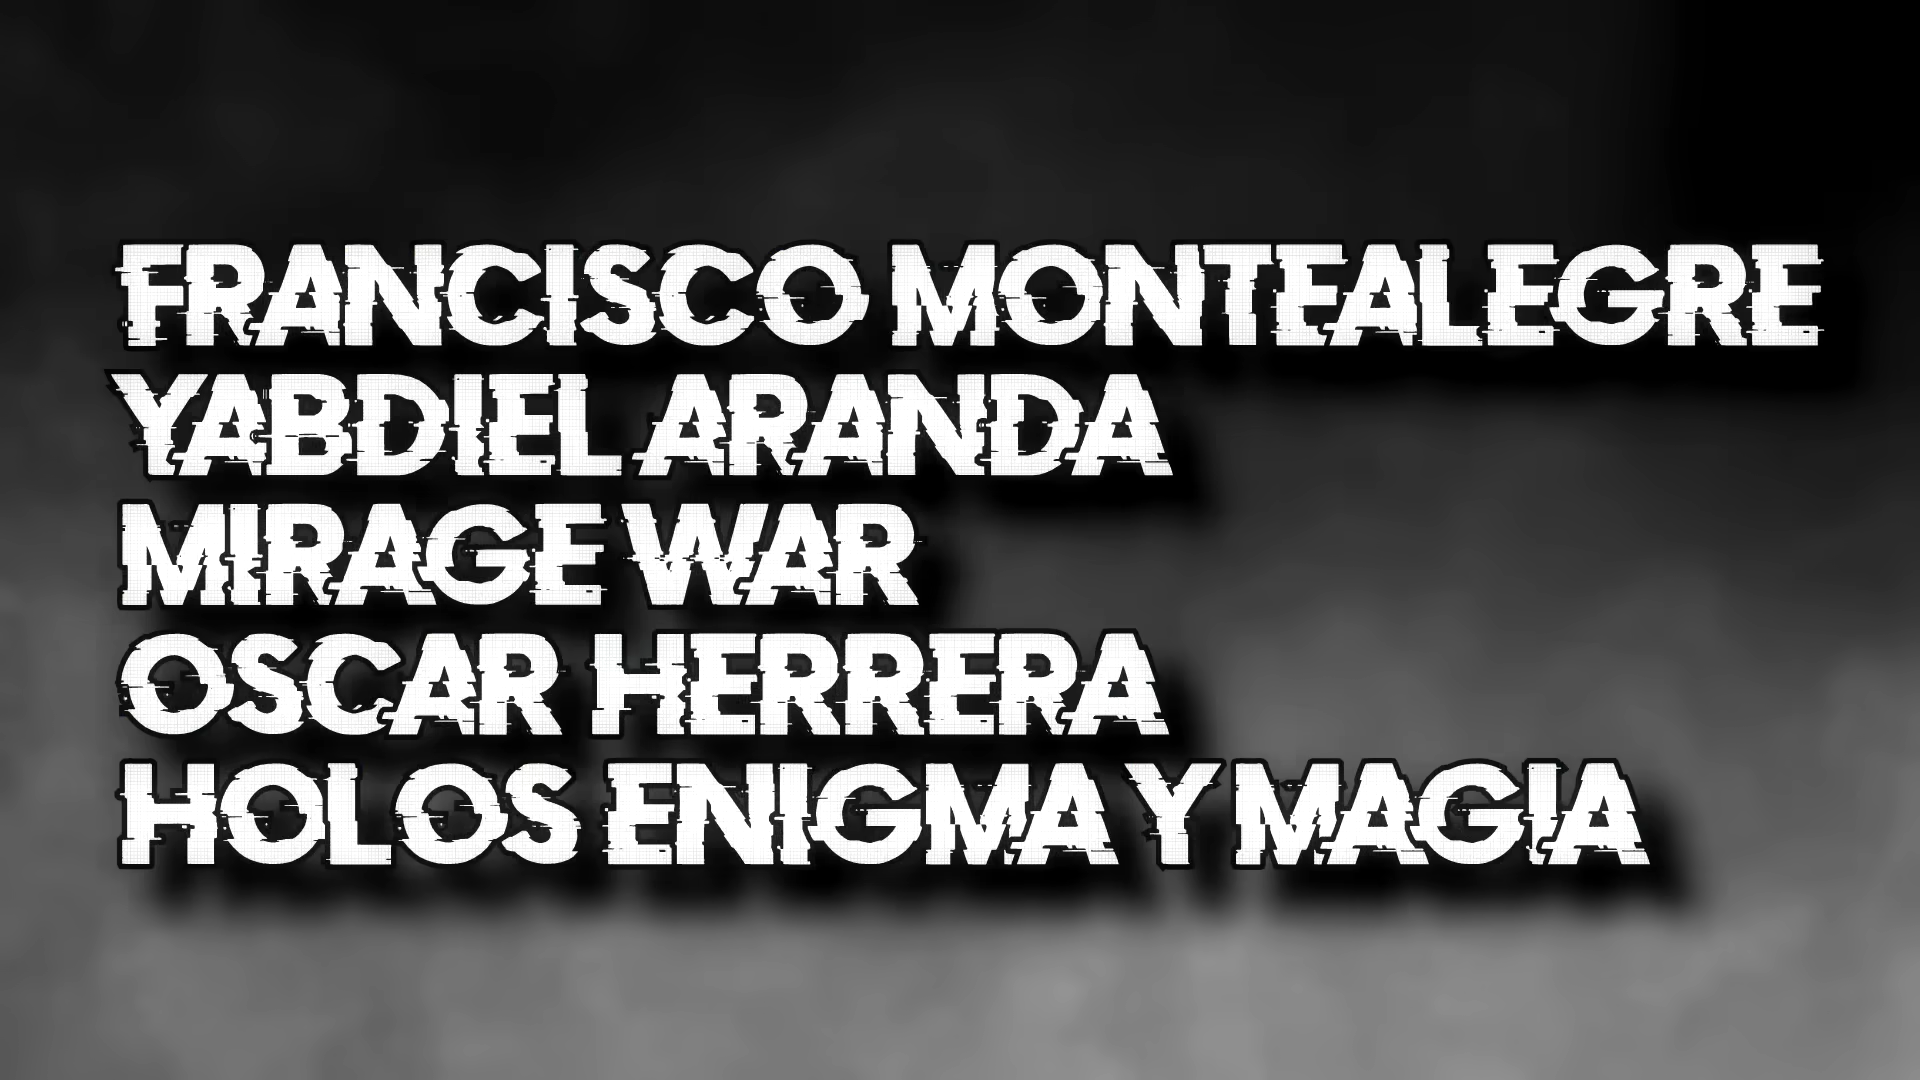 FRANCISCO MONTEALEGRE
YABDIEL ARANDA
MIRAGE WAR
OSCAR HERRERA
HOLOS ENIGMA Y MAGIA